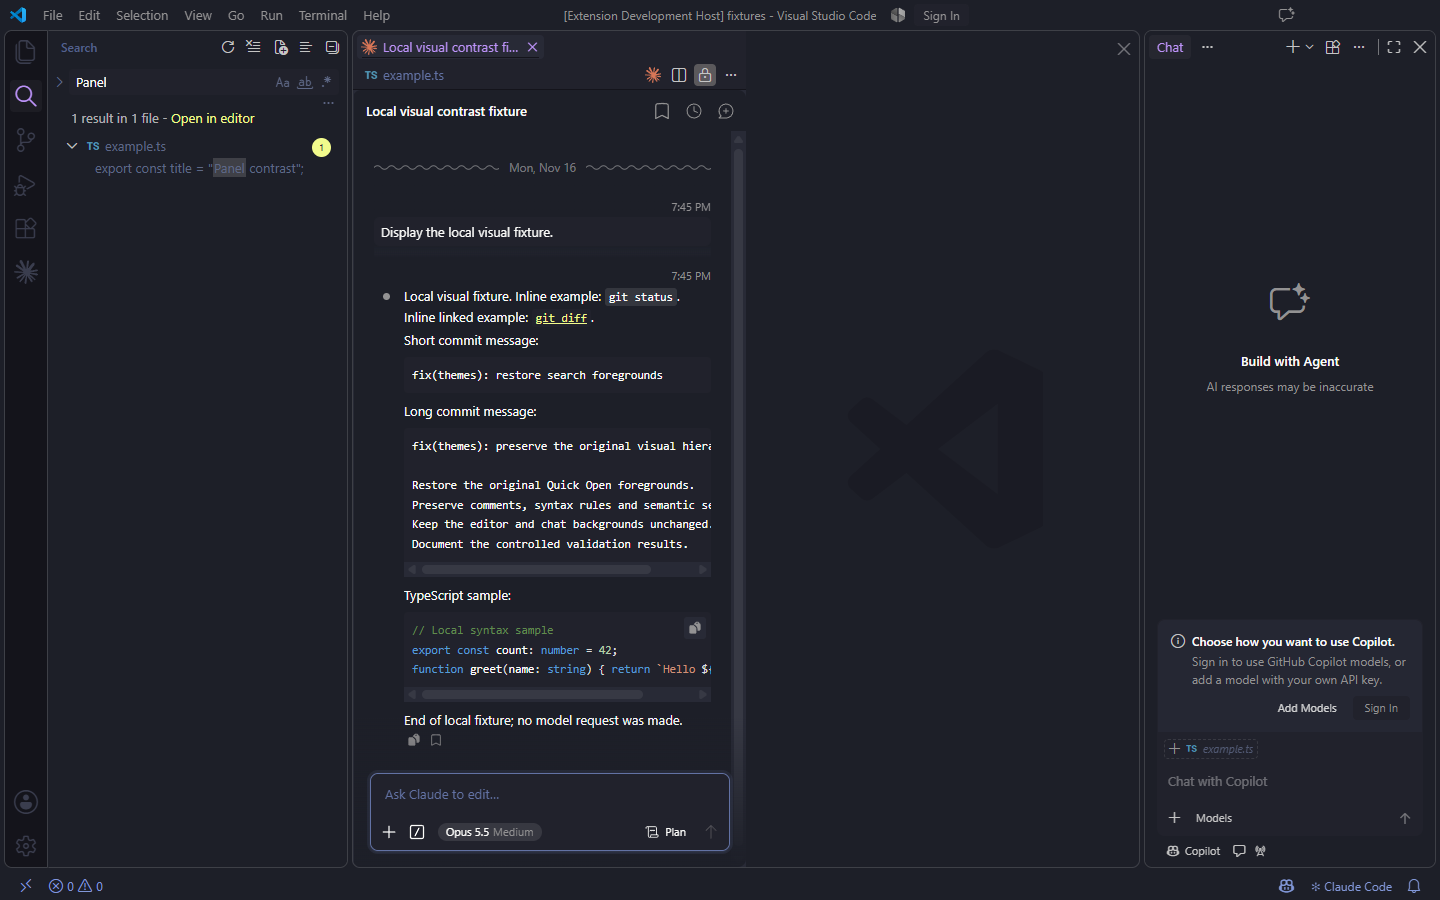 File Edit Selection View Go Run Terminal Help
[Extension Development Host] fixtures - Visual Studio Code
Sign In
Search
Panel
Aa ab .*
1 result in 1 file - Open in editor
TS example.ts
1
export const title = "Panel contrast";
Local visual contrast fi...
TS example.ts
Local visual contrast fixture
Mon, Nov 16
7:45 PM
Display the local visual fixture.
7:45 PM
Local visual fixture. Inline example: git status.
Inline linked example: git diff.
Short commit message:
fix(themes): restore search foregrounds
Long commit message:
fix(themes): preserve the original visual hiera
Restore the original Quick Open foregrounds.
Preserve comments, syntax rules and semantic se
Keep the editor and chat backgrounds unchanged.
Document the controlled validation results.
TypeScript sample:
// Local syntax sample
export const count: number = 42;
function greet(name: string) { return `Hello ${
End of local fixture; no model request was made.
Ask Claude to edit...
Opus 5.5 Medium
Plan
Chat
Build with Agent
AI responses may be inaccurate
Choose how you want to use Copilot.
Sign in to use GitHub Copilot models, or
add a model with your own API key.
Add Models
Sign In
TS example.ts
Chat with Copilot
Models
Copilot
0 0
Claude Code